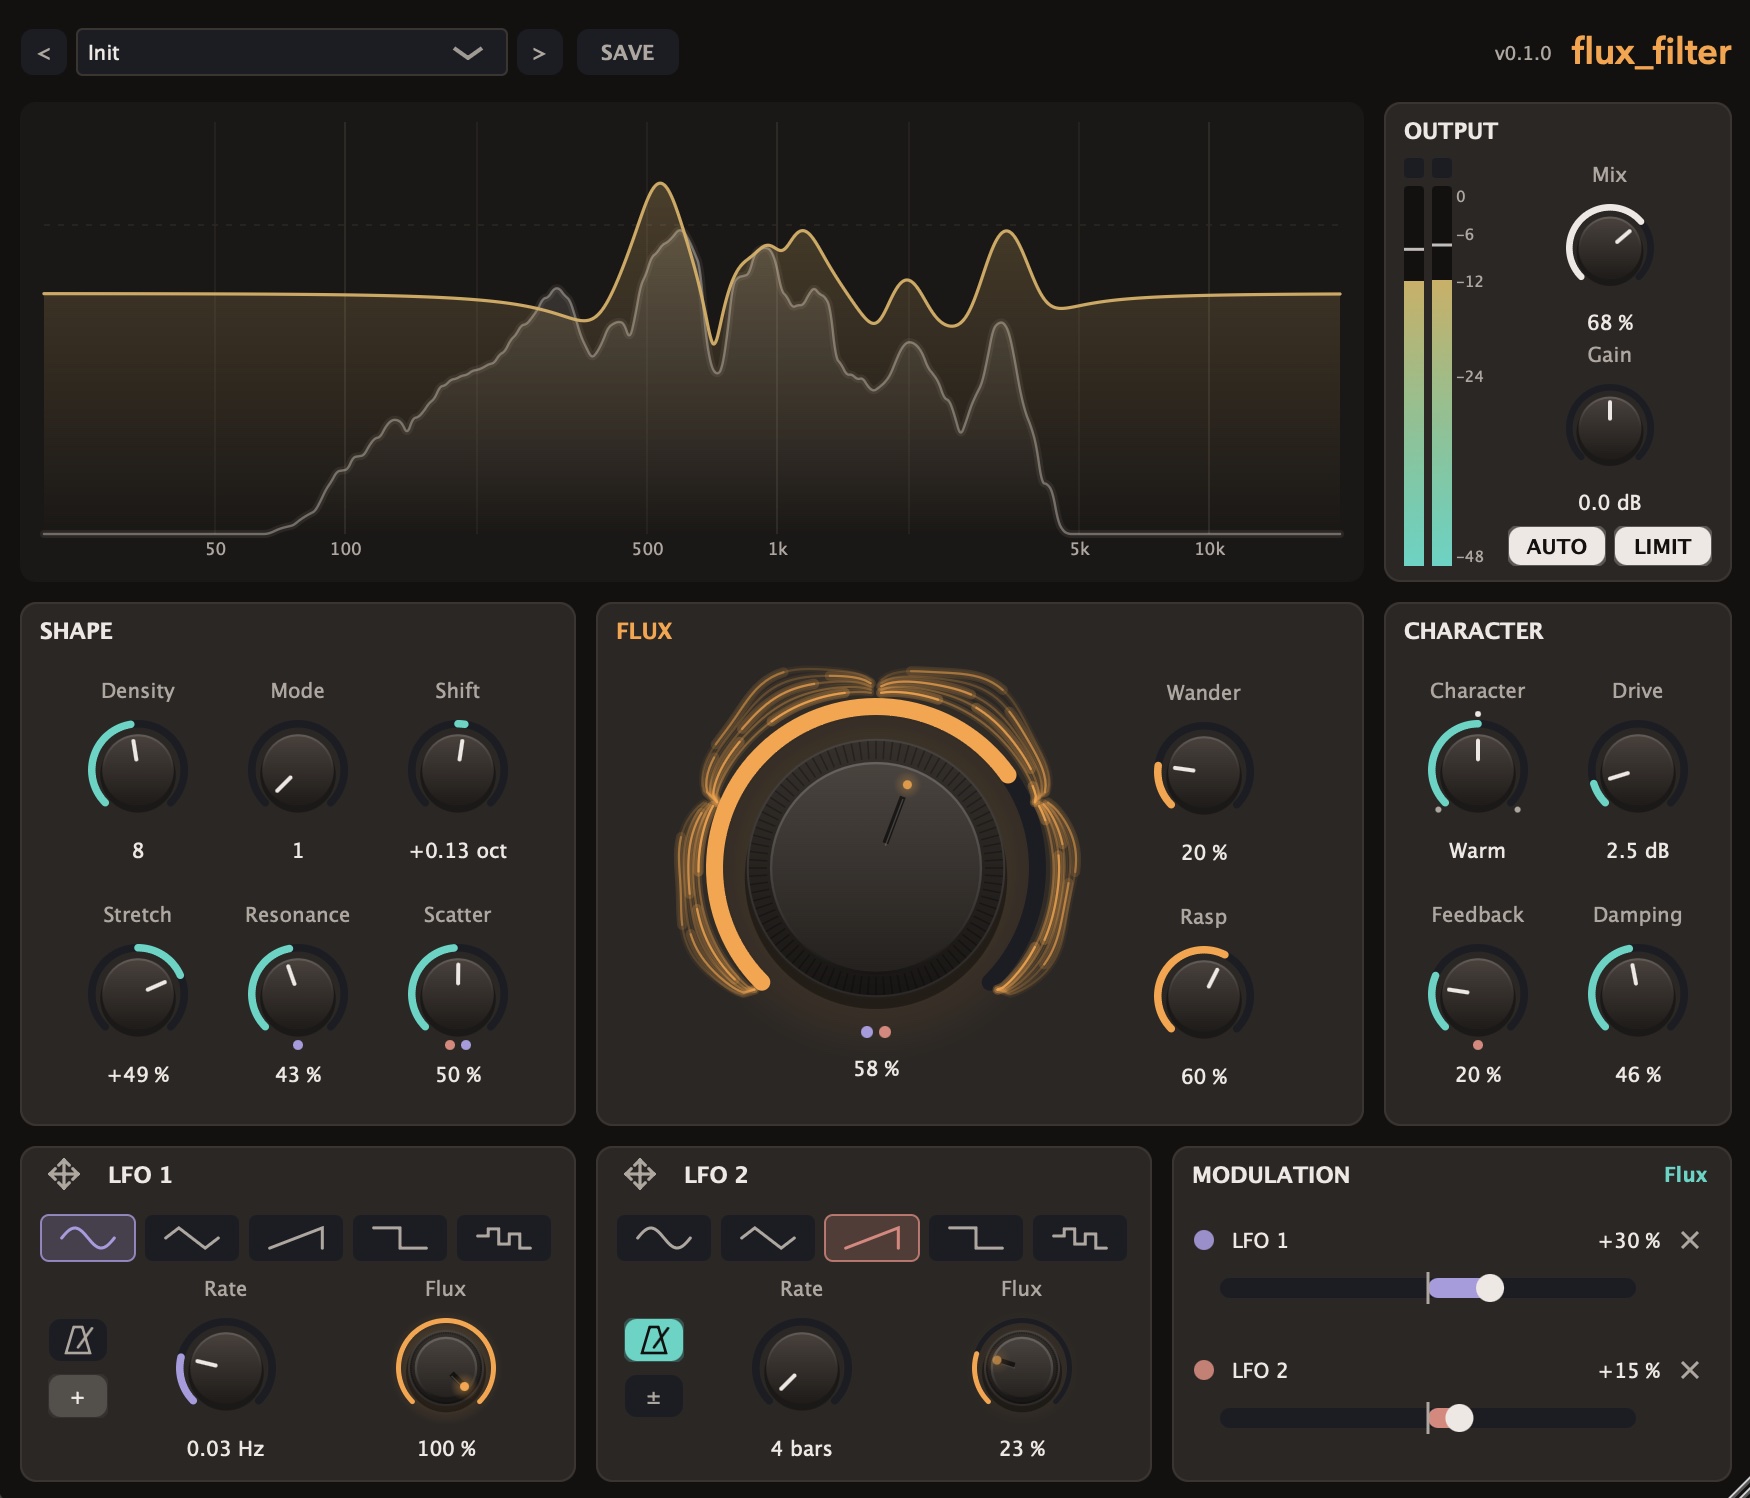 <
Init
>
SAVE
v0.1.0
flux_filter
50
100
500
1k
5k
10k
OUTPUT
0
-6
-12
-24
-48
Mix
68 %
Gain
0.0 dB
AUTO
LIMIT
SHAPE
Density
Mode
Shift
8
1
+0.13 oct
Stretch
Resonance
Scatter
+49 %
43 %
50 %
FLUX
58 %
Wander
20 %
Rasp
60 %
CHARACTER
Character
Drive
Warm
2.5 dB
Feedback
Damping
20 %
46 %
LFO 1
Rate
Flux
+
0.03 Hz
100 %
LFO 2
Rate
Flux
±
4 bars
23 %
MODULATION
Flux
LFO 1
+30 %
LFO 2
+15 %